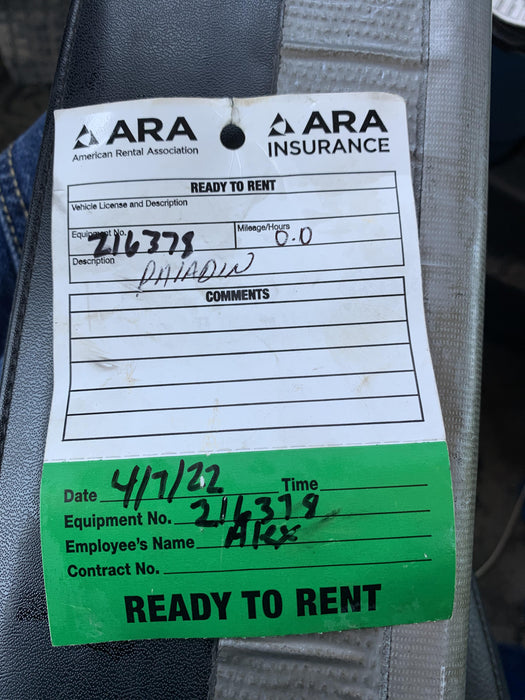 ARA ARA
American Rental Association INSURANCE
READY TO RENT
Vehicle License and Description
Equipment No. Mileage/Hours
216378 0.0
Description
PALADIN
COMMENTS
Date 4/7/22 Time
Equipment No. 216378
Employee's Name Alex
Contract No.
READY TO RENT